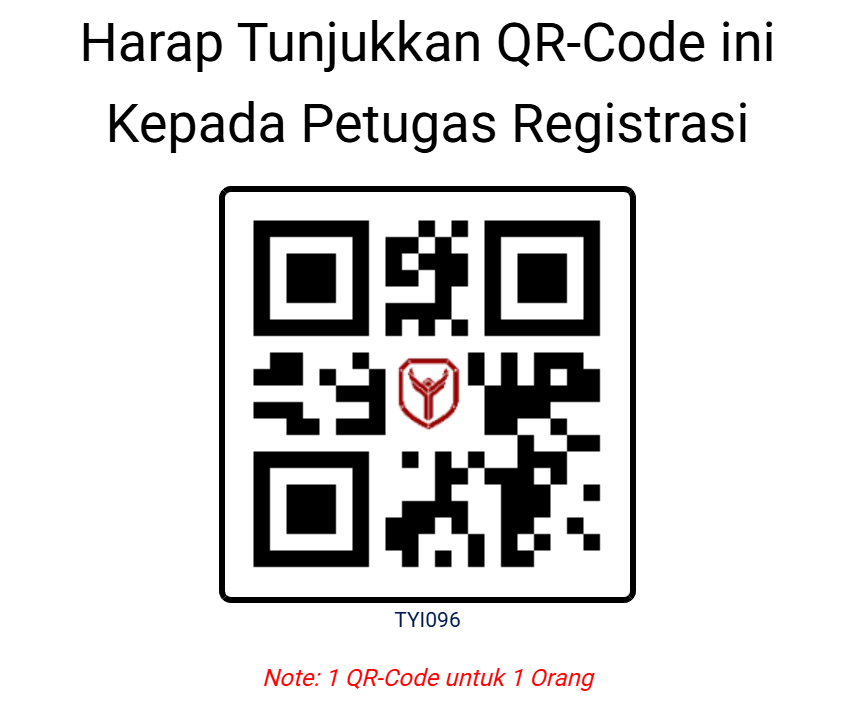 Harap Tunjukkan QR-Code ini
Kepada Petugas Registrasi
TYI096
Note: 1 QR-Code untuk 1 Orang